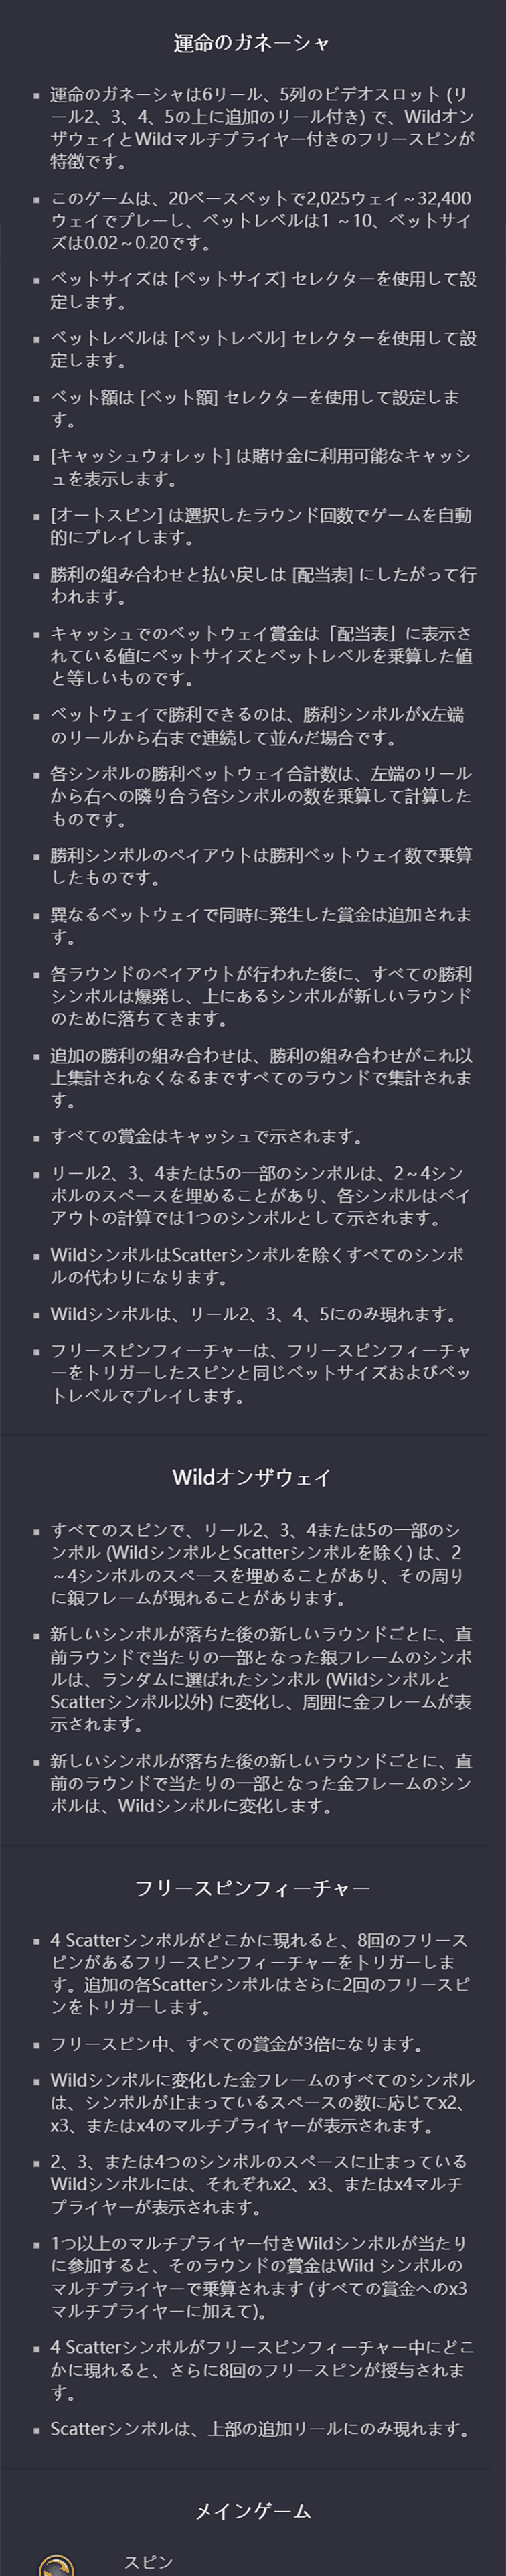 運命のガネーシャ
▪ 運命のガネーシャは6リール、5列のビデオスロット (リ
ール2、3、4、5の上に追加のリール付き) で、Wildオン
ザウェイとWildマルチプライヤー付きのフリースピンが
特徴です。
▪ このゲームは、20ベースベットで2,025ウェイ～32,400
ウェイでプレーし、ベットレベルは1 ～10、ベットサイ
ズは0.02～0.20です。
▪ ベットサイズは [ベットサイズ] セレクターを使用して設
定します。
▪ ベットレベルは [ベットレベル] セレクターを使用して設
定します。
▪ ベット額は [ベット額] セレクターを使用して設定しま
す。
▪ [キャッシュウォレット] は賭け金に利用可能なキャッシ
ュを表示します。
▪ [オートスピン] は選択したラウンド回数でゲームを自動
的にプレイします。
▪ 勝利の組み合わせと払い戻しは [配当表] にしたがって行
われます。
▪ キャッシュでのベットウェイ賞金は「配当表」に表示さ
れている値にベットサイズとベットレベルを乗算した値
と等しいものです。
▪ ベットウェイで勝利できるのは、勝利シンボルがx左端
のリールから右まで連続して並んだ場合です。
▪ 各シンボルの勝利ベットウェイ合計数は、左端のリール
から右への隣り合う各シンボルの数を乗算して計算した
ものです。
▪ 勝利シンボルのペイアウトは勝利ベットウェイ数で乗算
したものです。
▪ 異なるベットウェイで同時に発生した賞金は追加されま
す。
▪ 各ラウンドのペイアウトが行われた後に、すべての勝利
シンボルは爆発し、上にあるシンボルが新しいラウンド
のために落ちてきます。
▪ 追加の勝利の組み合わせは、勝利の組み合わせがこれ以
上集計されなくなるまですべてのラウンドで集計されま
す。
▪ すべての賞金はキャッシュで示されます。
▪ リール2、3、4または5の一部のシンボルは、2～4シン
ボルのスペースを埋めることがあり、各シンボルはペイ
アウトの計算では1つのシンボルとして示されます。
▪ WildシンボルはScatterシンボルを除くすべてのシンボ
ルの代わりになります。
▪ Wildシンボルは、リール2、3、4、5にのみ現れます。
▪ フリースピンフィーチャーは、フリースピンフィーチャ
ーをトリガーしたスピンと同じベットサイズおよびベッ
トレベルでプレイします。
Wildオンザウェイ
▪ すべてのスピンで、リール2、3、4または5の一部のシ
ンボル (WildシンボルとScatterシンボルを除く) は、2
～4シンボルのスペースを埋めることがあり、その周り
に銀フレームが現れることがあります。
▪ 新しいシンボルが落ちた後の新しいラウンドごとに、直
前ラウンドで当たりの一部となった銀フレームのシンボ
ルは、ランダムに選ばれたシンボル (Wildシンボルと
Scatterシンボル以外) に変化し、周囲に金フレームが表
示されます。
▪ 新しいシンボルが落ちた後の新しいラウンドごとに、直
前のラウンドで当たりの一部となった金フレームのシン
ボルは、Wildシンボルに変化します。
フリースピンフィーチャー
▪ 4 Scatterシンボルがどこかに現れると、8回のフリース
ピンがあるフリースピンフィーチャーをトリガーしま
す。追加の各Scatterシンボルはさらに2回のフリースピ
ンをトリガーします。
▪ フリースピン中、すべての賞金が3倍になります。
▪ Wildシンボルに変化した金フレームのすべてのシンボル
は、シンボルが止まっているスペースの数に応じてx2、
x3、またはx4のマルチプライヤーが表示されます。
▪ 2、3、または4つのシンボルのスペースに止まっている
Wildシンボルには、それぞれx2、x3、またはx4マルチ
プライヤーが表示されます。
▪ 1つ以上のマルチプライヤー付きWildシンボルが当たり
に参加すると、そのラウンドの賞金はWild シンボルの
マルチプライヤーで乗算されます (すべての賞金へのx3
マルチプライヤーに加えて)。
▪ 4 Scatterシンボルがフリースピンフィーチャー中にどこ
かに現れると、さらに8回のフリースピンが授与されま
す。
▪ Scatterシンボルは、上部の追加リールにのみ現れます。
メインゲーム
スピン